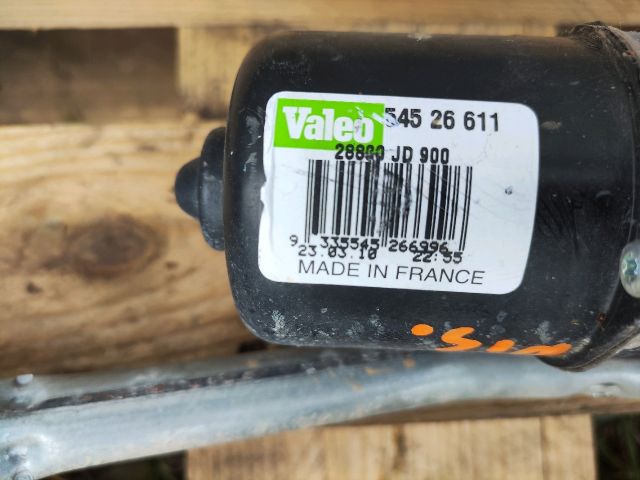 Valeo 545 26 611
28800 JD 900
9 335545 266996
23.03.10 22:55
MADE IN FRANCE